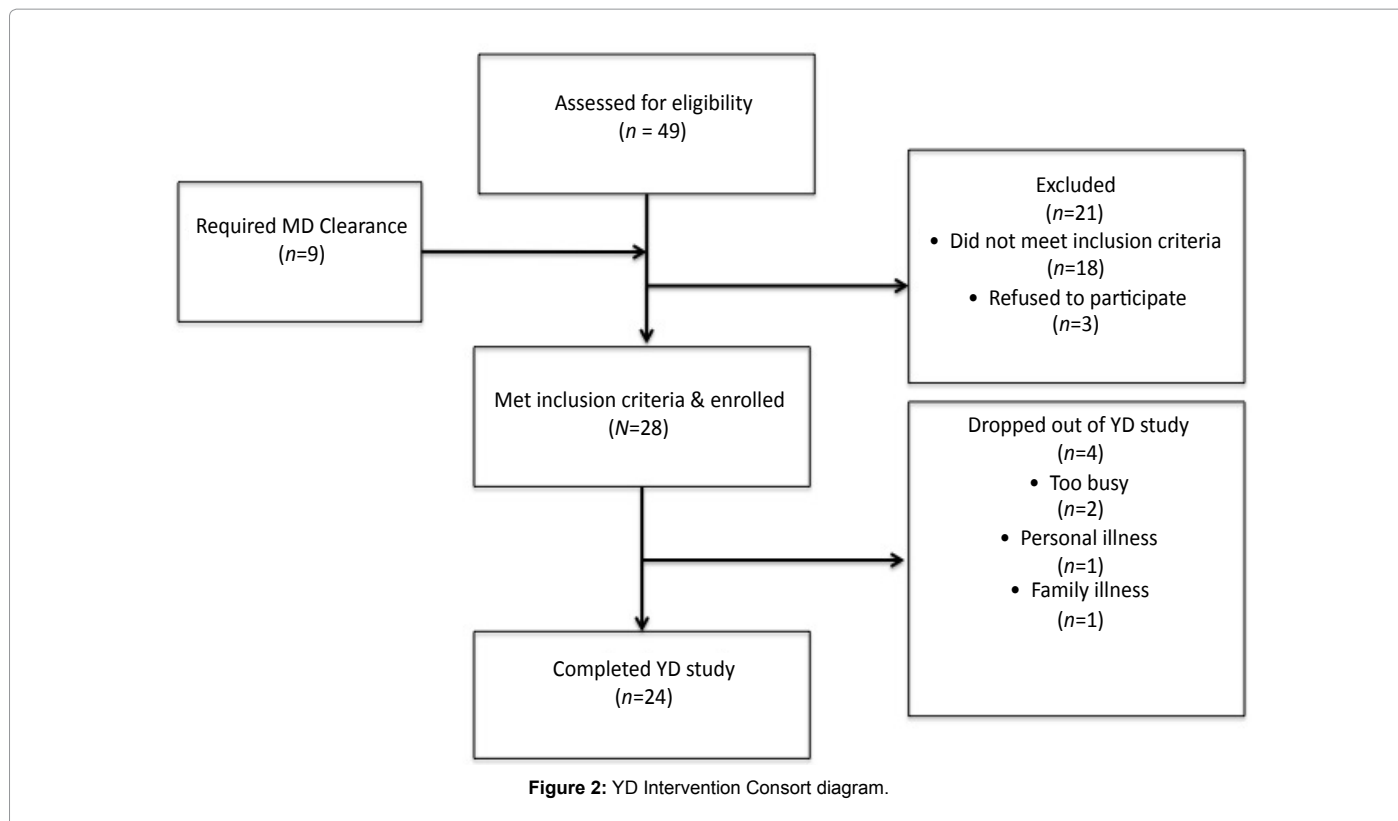 Assessed for eligibility
(n = 49)
Required MD Clearance
(n=9)
Excluded
(n=21)
• Did not meet inclusion criteria
(n=18)
• Refused to participate
(n=3)
Met inclusion criteria & enrolled
(N=28)
Dropped out of YD study
(n=4)
• Too busy
(n=2)
• Personal illness
(n=1)
• Family illness
(n=1)
Completed YD study
(n=24)
Figure 2: YD Intervention Consort diagram.